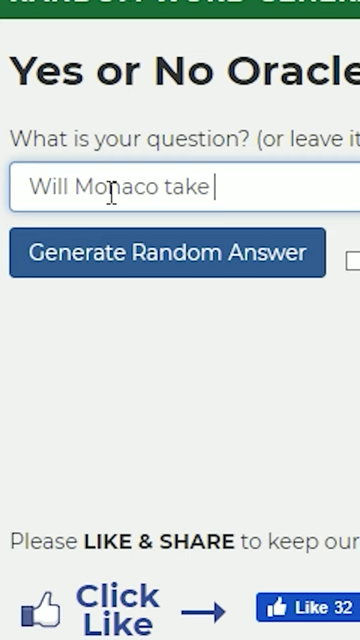 Yes or No Oracle
What is your question? (or leave it
Will Monaco take
Generate Random Answer
Please LIKE & SHARE to keep our
Click
Like
Like 32